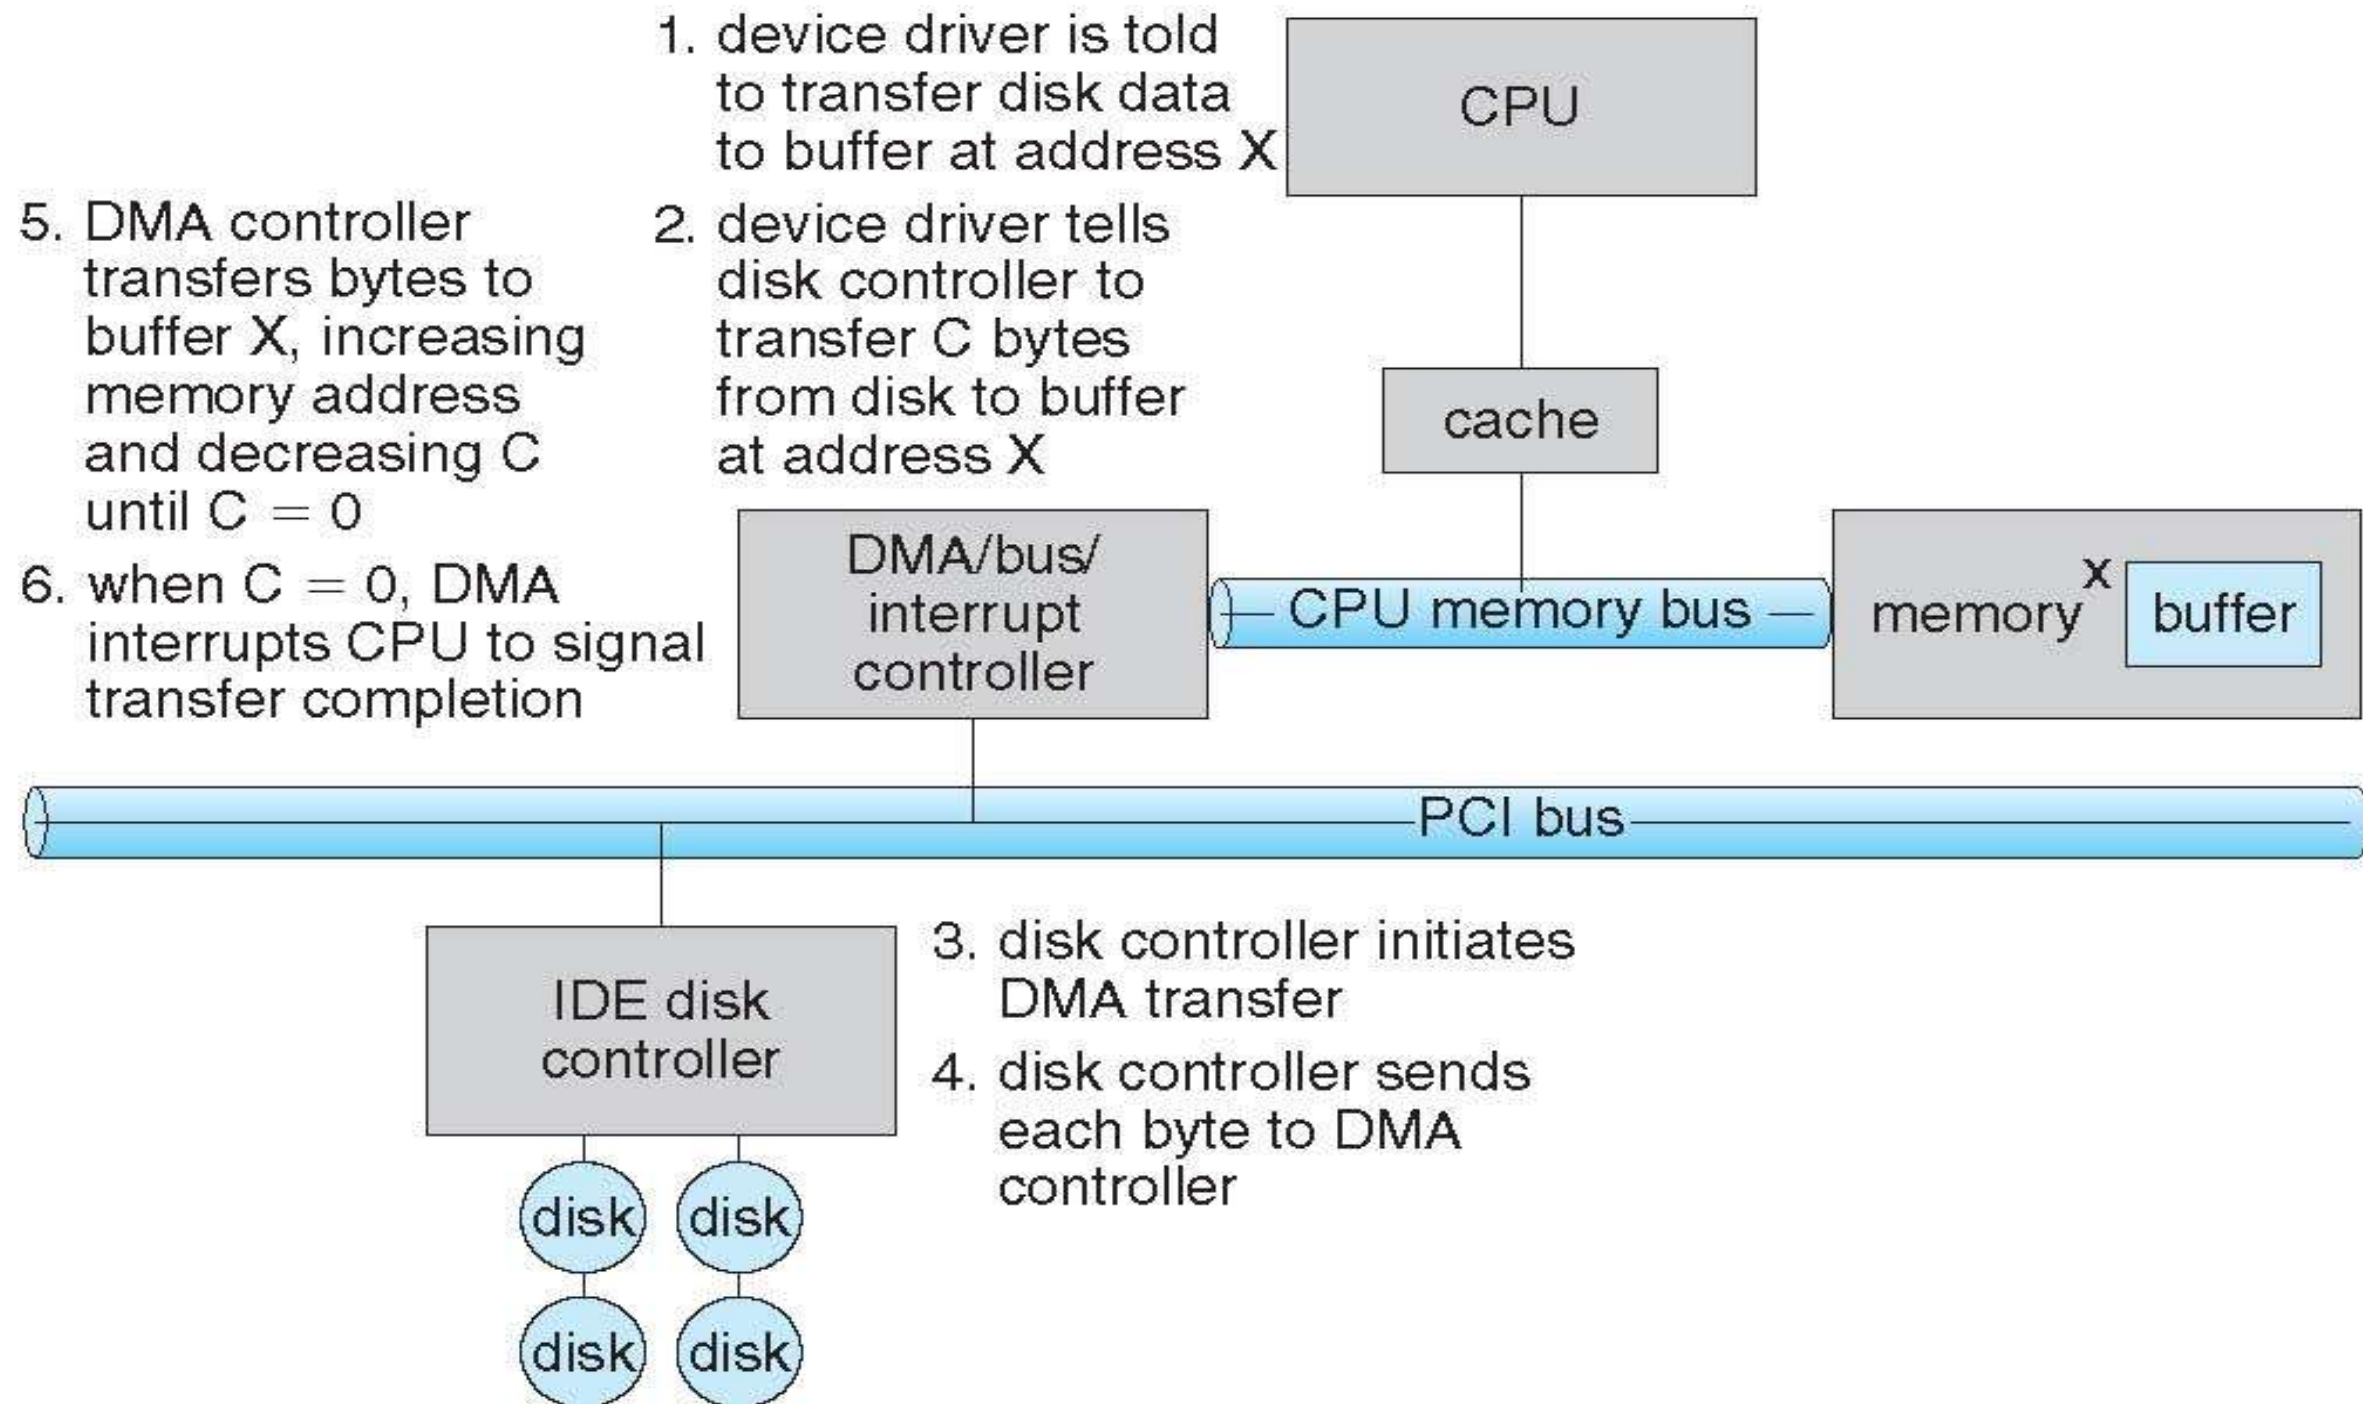 1. device driver is told
to transfer disk data
to buffer at address X
CPU
5. DMA controller
transfers bytes to
buffer X, increasing
memory address
and decreasing C
until C = 0
2. device driver tells
disk controller to
transfer C bytes
from disk to buffer
at address X
cache
6. when C = 0, DMA
interrupts CPU to signal
transfer completion
DMA/bus/
interrupt
controller
CPU memory bus
memory
x
buffer
PCI bus
IDE disk
controller
3. disk controller initiates
DMA transfer
4. disk controller sends
each byte to DMA
controller
disk
disk
disk
disk